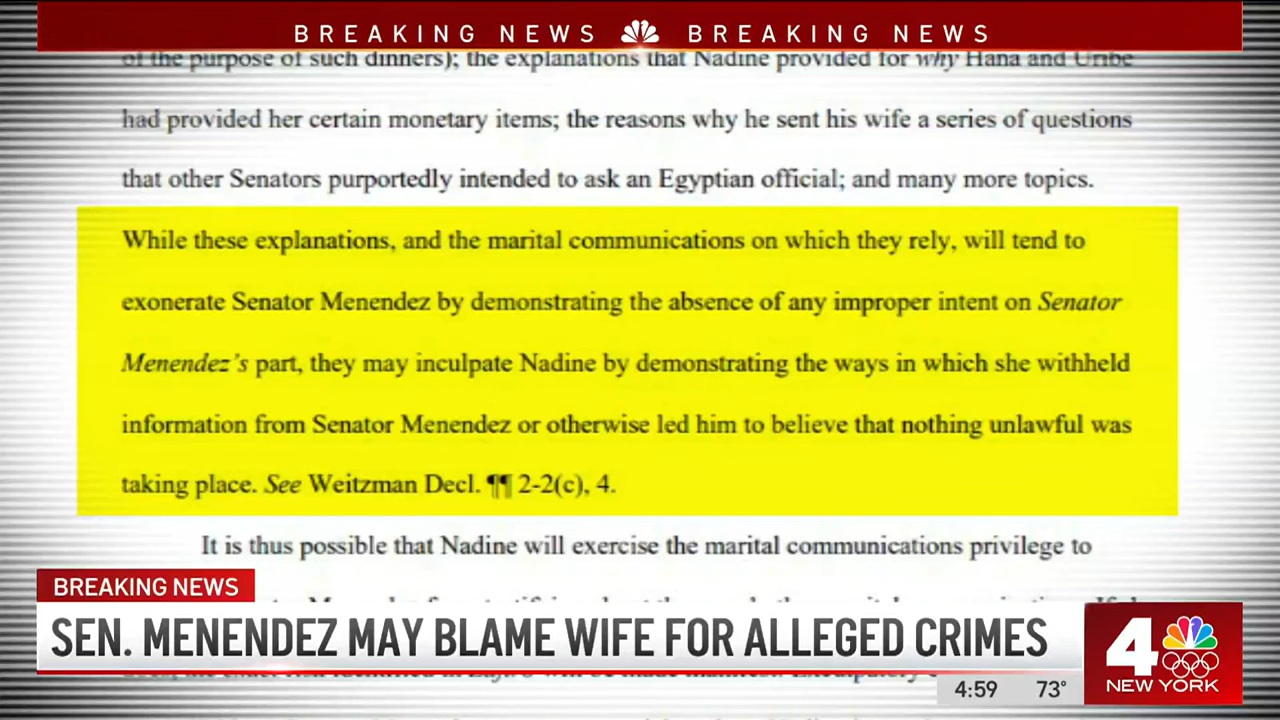 BREAKING NEWS BREAKING NEWS
of the purpose of such dinners); the explanations that Nadine provided for why Hana and Uribe
had provided her certain monetary items; the reasons why he sent his wife a series of questions
that other Senators purportedly intended to ask an Egyptian official; and many more topics.
While these explanations, and the marital communications on which they rely, will tend to
exonerate Senator Menendez by demonstrating the absence of any improper intent on Senator
Menendez's part, they may inculpate Nadine by demonstrating the ways in which she withheld
information from Senator Menendez or otherwise led him to believe that nothing unlawful was
taking place. See Weitzman Decl. ¶¶ 2-2(c), 4.
It is thus possible that Nadine will exercise the marital communications privilege to
BREAKING NEWS
SEN. MENENDEZ MAY BLAME WIFE FOR ALLEGED CRIMES
4
NEW YORK
4:59 73°